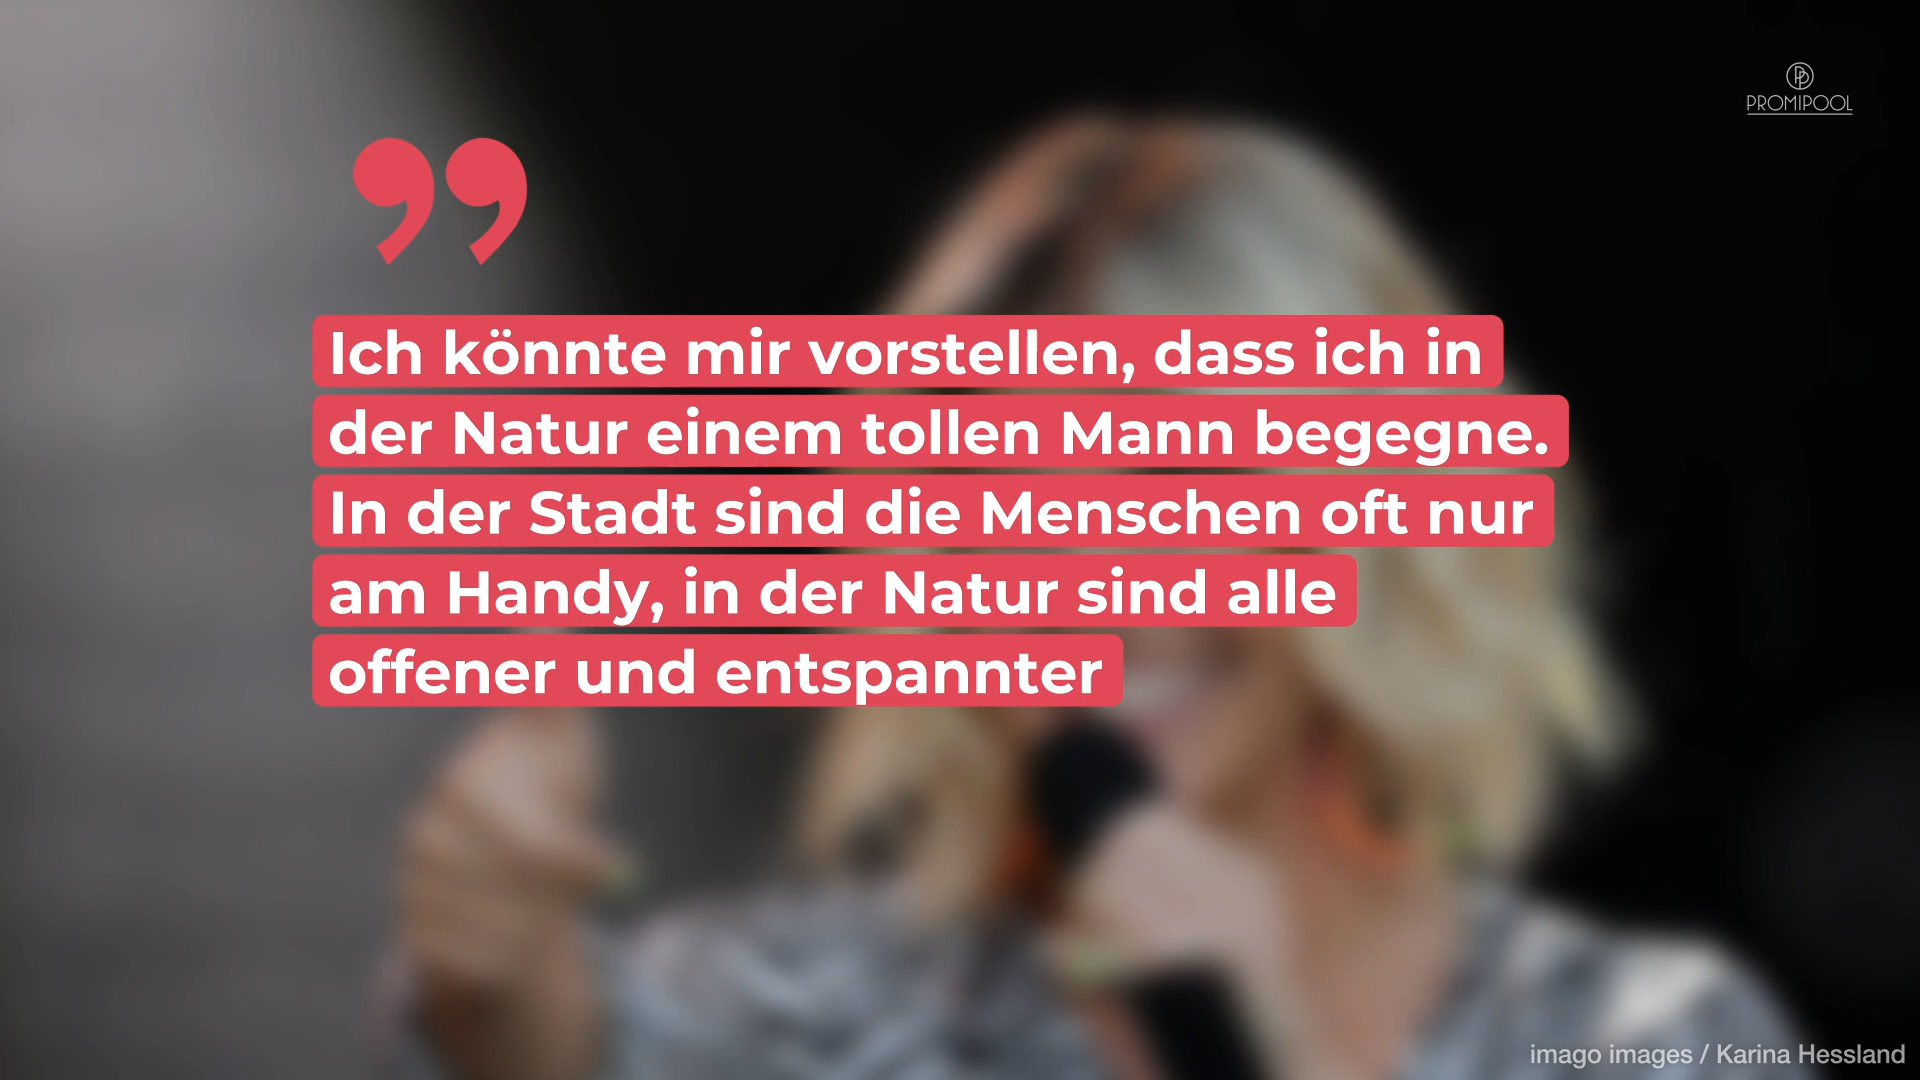 PROMIPOOL
”
Ich könnte mir vorstellen, dass ich in
der Natur einem tollen Mann begegne.
In der Stadt sind die Menschen oft nur
am Handy, in der Natur sind alle
offener und entspannter
imago images / Karina Hessland